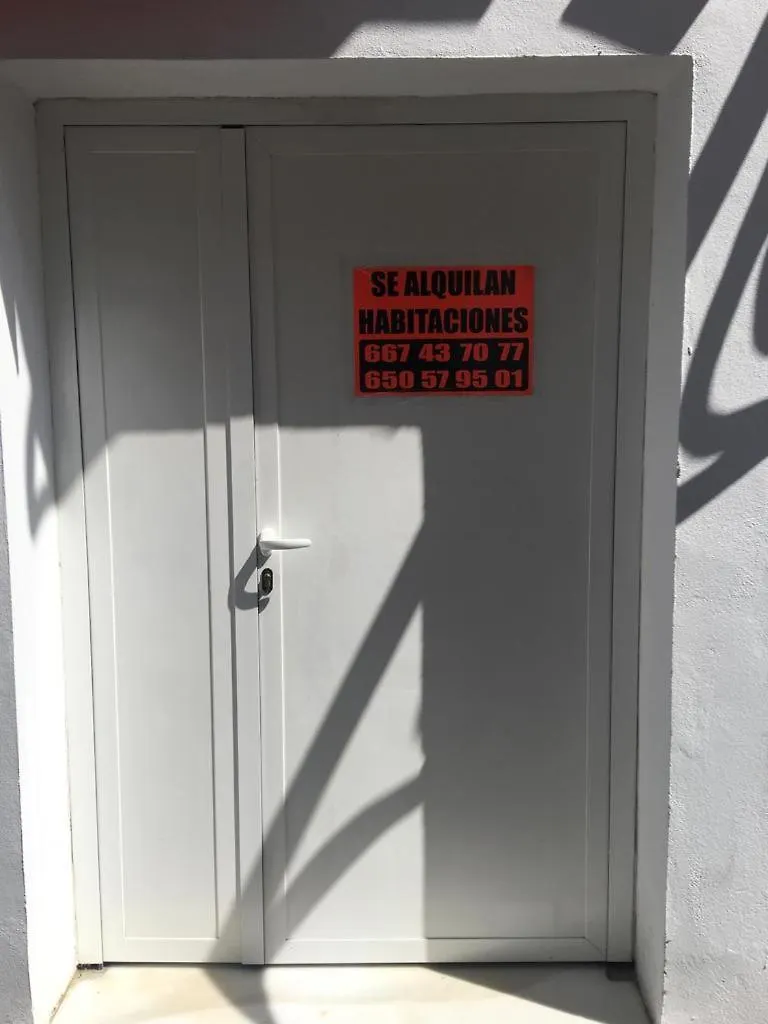 SE ALQUILAN
HABITACIONES
667 43 70 77
650 57 95 01